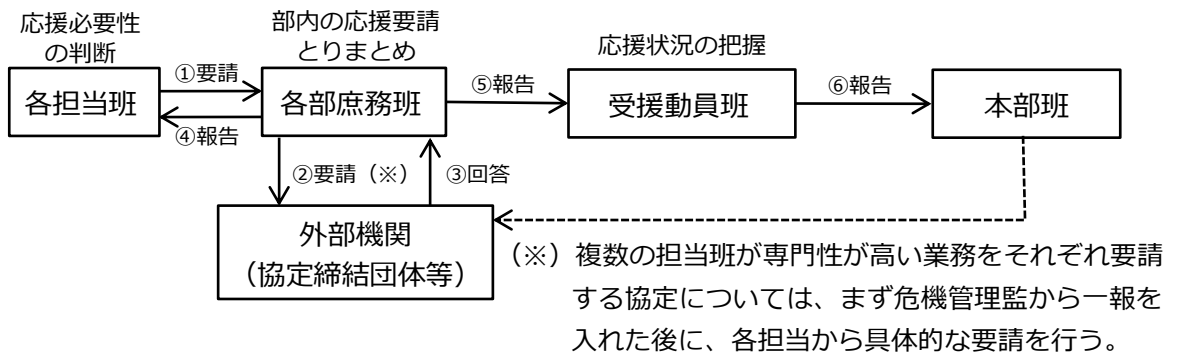 応援必要性
の判断
部内の応援要請
とりまとめ
応援状況の把握
各担当班
①要請
④報告
各部庶務班
⑤報告
受援動員班
⑥報告
本部班
②要請（※）
③回答
外部機関
（協定締結団体等）
（※）複数の担当班が専門性が高い業務をそれぞれ要請
する協定については、まず危機管理監から一報を
入れた後に、各担当から具体的な要請を行う。